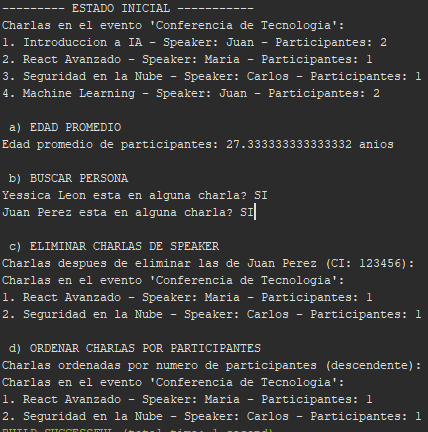 --------- ESTADO INICIAL -----------
Charlas en el evento 'Conferencia de Tecnologia':
1. Introduccion a IA - Speaker: Juan - Participantes: 2
2. React Avanzado - Speaker: Maria - Participantes: 1
3. Seguridad en la Nube - Speaker: Carlos - Participantes: 1
4. Machine Learning - Speaker: Juan - Participantes: 2
a) EDAD PROMEDIO
Edad promedio de participantes: 27.333333333333332 anios
b) BUSCAR PERSONA
Yessica Leon esta en alguna charla? SI
Juan Perez esta en alguna charla? SI
c) ELIMINAR CHARLAS DE SPEAKER
Charlas despues de eliminar las de Juan Perez (CI: 123456):
Charlas en el evento 'Conferencia de Tecnologia':
1. React Avanzado - Speaker: Maria - Participantes: 1
2. Seguridad en la Nube - Speaker: Carlos - Participantes: 1
d) ORDENAR CHARLAS POR PARTICIPANTES
Charlas ordenadas por numero de participantes (descendente):
Charlas en el evento 'Conferencia de Tecnologia':
1. React Avanzado - Speaker: Maria - Participantes: 1
2. Seguridad en la Nube - Speaker: Carlos - Participantes: 1
BUILD SUCCESSFUL (total time: 1 second)